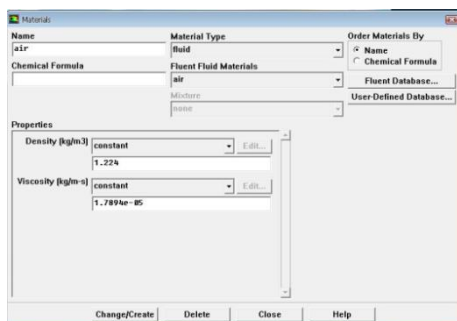 Materials
Name
air
Material Type
fluid
Order Materials By
Name
Chemical Formula
Chemical Formula
Fluent Fluid Materials
air
Fluent Database...
Mixture
none
User-Defined Database...
Properties
Density (kg/m3) constant Edit...
1.224
Viscosity (kg/m-s) constant Edit...
1.7894e-05
Change/Create Delete Close Help